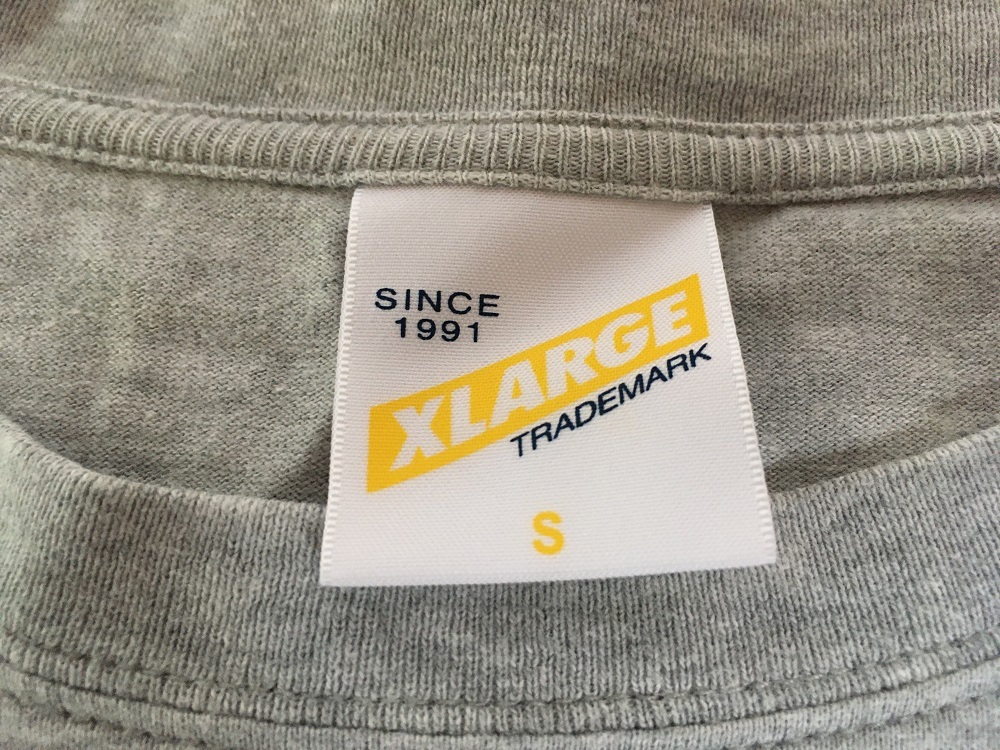 SINCE
1991
XLARGE
TRADEMARK
S